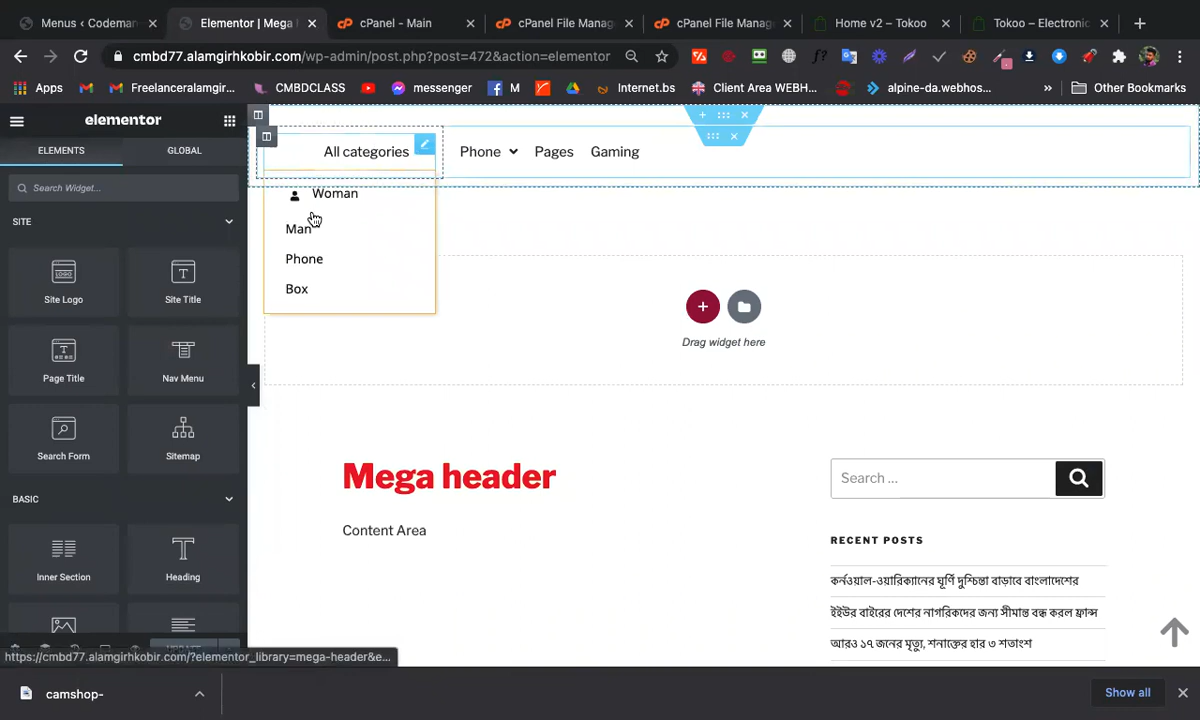 Menus ‹ Codeman
Elementor | Mega H
cPanel - Main
cPanel File Manag
cPanel File Manag
Home v2 – Tokoo
Tokoo – Electronic
cmbd77.alamgirhkobir.com/wp-admin/post.php?post=472&action=elementor
Apps
Freelanceralamgir...
CMBDCLASS
messenger
M
Internet.bs
Client Area WEBH...
alpine-da.webhos...
»
Other Bookmarks
elementor
ELEMENTS
GLOBAL
Search Widget...
SITE
Site Logo
Site Title
Page Title
Nav Menu
Search Form
Sitemap
BASIC
Inner Section
Heading
All categories
Phone
Pages
Gaming
Woman
Man
Phone
Box
Drag widget here
Mega header
Content Area
Search ...
RECENT POSTS
কর্নওয়াল-ওয়ারিক্যানের ঘূর্ণি দুশ্চিন্তা বাড়াবে বাংলাদেশের
ইইউর বাইরের দেশের নাগরিকদের জন্য সীমান্ত বন্ধ করল ফ্রান্স
আরও ১৭ জনের মৃত্যু, শনাক্তের হার ৩ শতাংশ
https://cmbd77.alamgirhkobir.com/?elementor_library=mega-header&e...
camshop-
Show all